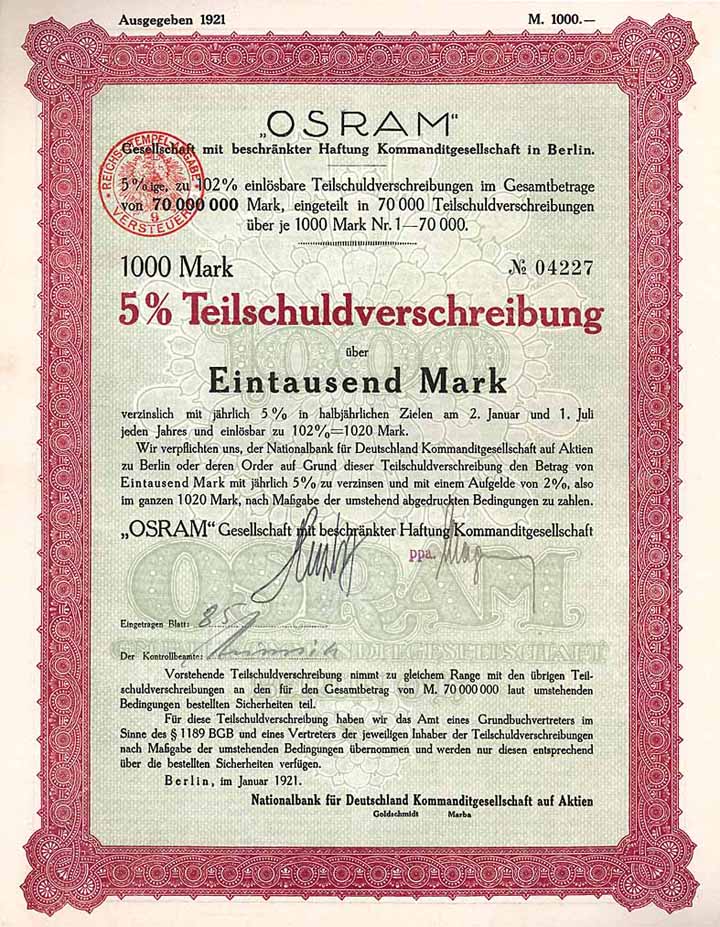 Ausgegeben 1921 M. 1000.—
„OSRAM“
Gesellschaft mit beschränkter Haftung Kommanditgesellschaft in Berlin.
REICHSSTEMPELABGABE
9
VERSTEUERT
5%ige, zu 102% einlösbare Teilschuldverschreibungen im Gesamtbetrage
von 70 000 000 Mark, eingeteilt in 70 000 Teilschuldverschreibungen
über je 1000 Mark Nr. 1—70 000.
1000 Mark № 04227
5% Teilschuldverschreibung
über
1000
Eintausend Mark
verzinslich mit jährlich 5% in halbjährlichen Zielen am 2. Januar und 1. Juli
jeden Jahres und einlösbar zu 102%=1020 Mark.
Wir verpflichten uns, der Nationalbank für Deutschland Kommanditgesellschaft auf Aktien
zu Berlin oder deren Order auf Grund dieser Teilschuldverschreibung den Betrag von
Eintausend Mark mit jährlich 5% zu verzinsen und mit einem Aufgelde von 2%, also
im ganzen 1020 Mark, nach Maßgabe der umstehend abgedruckten Bedingungen zu zahlen.
„OSRAM“ Gesellschaft mit beschränkter Haftung Kommanditgesellschaft
ppa.
OSRAM
Eingetragen Blatt: 85
KOMMANDITGESELLSCHAFT
Der Kontrollbeamte:
Vorstehende Teilschuldverschreibung nimmt zu gleichem Range mit den übrigen Teil-
schuldverschreibungen an den für den Gesamtbetrag von M. 70 000 000 laut umstehenden
Bedingungen bestellten Sicherheiten teil.
Für diese Teilschuldverschreibung haben wir das Amt eines Grundbuchvertreters im
Sinne des § 1189 BGB und eines Vertreters der jeweiligen Inhaber der Teilschuldverschreibungen
nach Maßgabe der umstehenden Bedingungen übernommen und werden nur diesen entsprechend
über die bestellten Sicherheiten verfügen.
Berlin, im Januar 1921.
Nationalbank für Deutschland Kommanditgesellschaft auf Aktien
Goldschmidt Marba